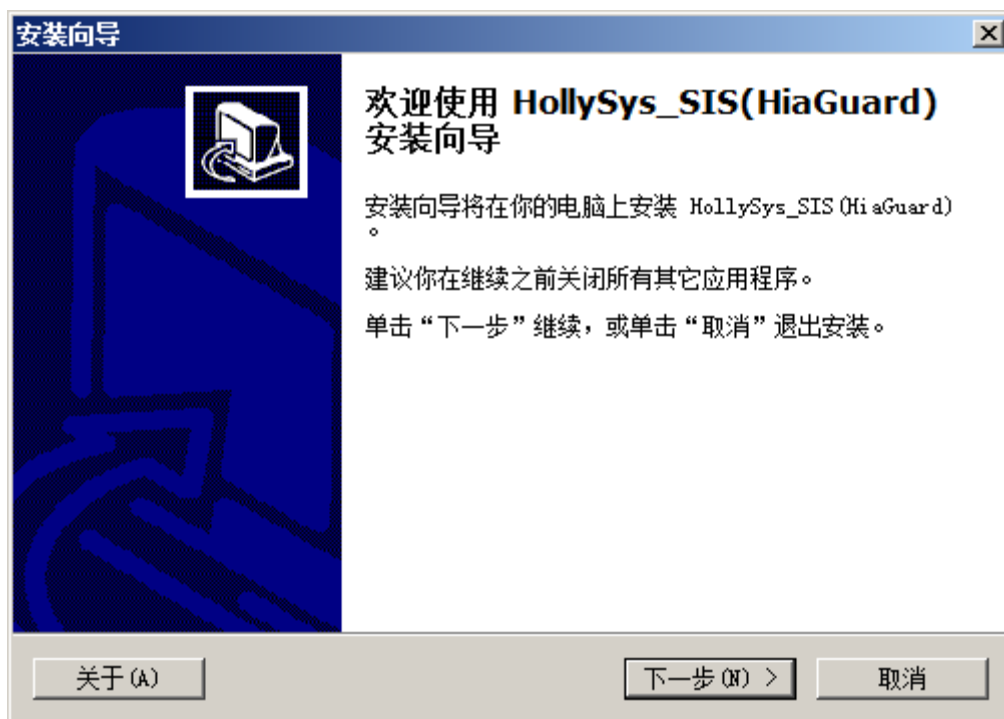 安装向导
欢迎使用 HollySys_SIS(HiaGuard)
安装向导
安装向导将在你的电脑上安装 HollySys_SIS(HiaGuard)
。
建议你在继续之前关闭所有其它应用程序。
单击“下一步”继续，或单击“取消”退出安装。
关于(A)
下一步(N) >
取消